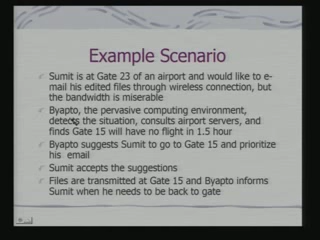 Example Scenario
Sumit is at Gate 23 of an airport and would like to e-
mail his edited files through wireless connection, but
the bandwidth is miserable
Byapto, the pervasive computing environment,
detects the situation, consults airport servers, and
finds Gate 15 will have no flight in 1.5 hour
Byapto suggests Sumit to go to Gate 15 and prioritize
his email
Sumit accepts the suggestions
Files are transmitted at Gate 15 and Byapto informs
Sumit when he needs to be back to gate